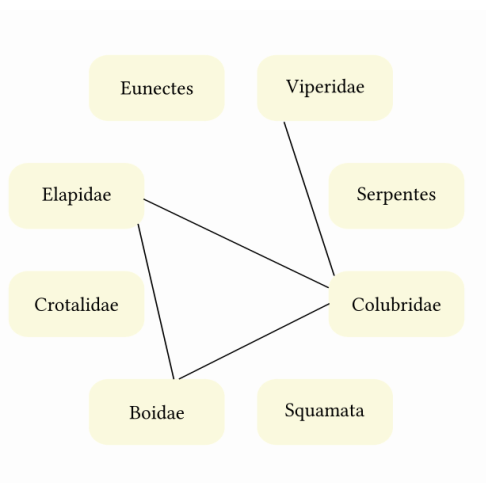 Eunectes
Viperidae
Elapidae
Serpentes
Crotalidae
Colubridae
Boidae
Squamata